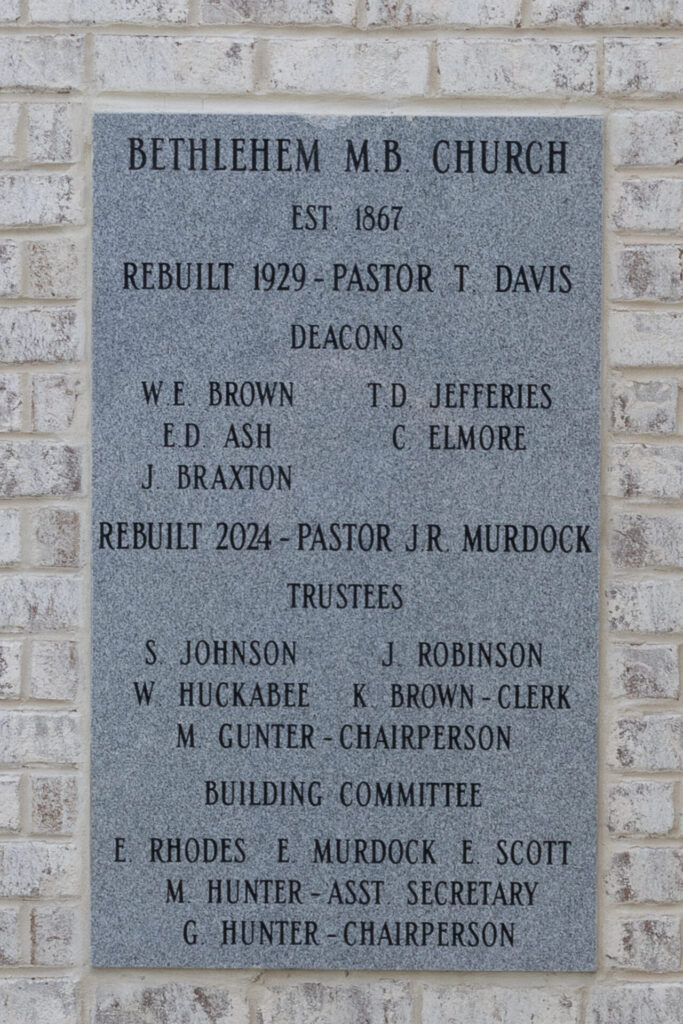 BETHLEHEM M.B. CHURCH
EST. 1867
REBUILT 1929 - PASTOR T. DAVIS
DEACONS
W.E. BROWN T.D. JEFFERIES
E.D. ASH C. ELMORE
J. BRAXTON
REBUILT 2024 - PASTOR J.R. MURDOCK
TRUSTEES
S. JOHNSON J. ROBINSON
W. HUCKABEE K. BROWN - CLERK
M. GUNTER - CHAIRPERSON
BUILDING COMMITTEE
E. RHODES E. MURDOCK E. SCOTT
M. HUNTER - ASST SECRETARY
G. HUNTER - CHAIRPERSON